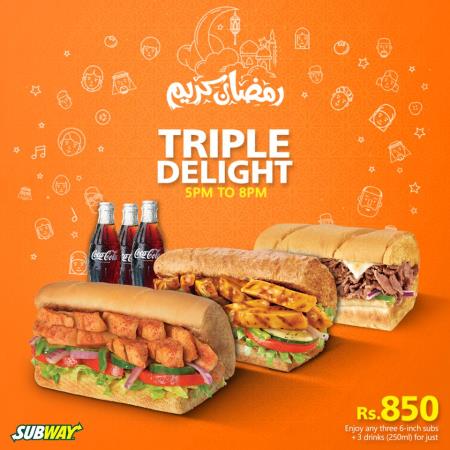 رمضان كريم
TRIPLE
DELIGHT
5PM TO 8PM
Coca-Cola
Coca-Cola
Coca-Cola
Rs.850
Enjoy any three 6-inch subs
+ 3 drinks (250ml) for just
SUBWAY